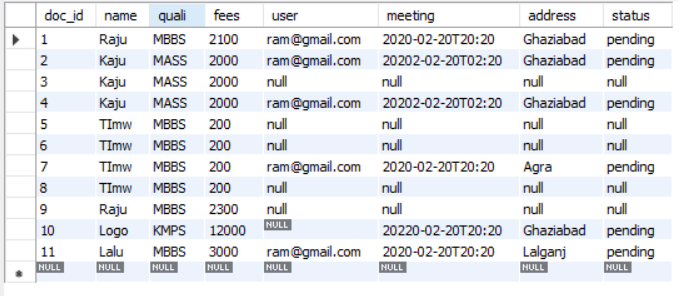 doc_id name quali fees user meeting address status
1 Raju MBBS 2100 ram@gmail.com 2020-02-20T20:20 Ghaziabad pending
2 Kaju MASS 2000 ram@gmail.com 20202-02-20T02:20 Ghaziabad pending
3 Kaju MASS 2000 null null null null
4 Kaju MASS 2000 ram@gmail.com 20202-02-20T02:20 Ghaziabad pending
5 TImw MBBS 200 null null null null
6 TImw MBBS 200 null null null null
7 TImw MBBS 200 ram@gmail.com 2020-02-20T20:20 Agra pending
8 TImw MBBS 200 null null null null
9 Raju MBBS 2300 null null null null
10 Logo KMPS 12000 NULL 20220-02-20T20:20 Ghaziabad pending
11 Lalu MBBS 3000 ram@gmail.com 2020-02-20T20:20 Lalganj pending
NULL NULL NULL NULL NULL NULL NULL NULL